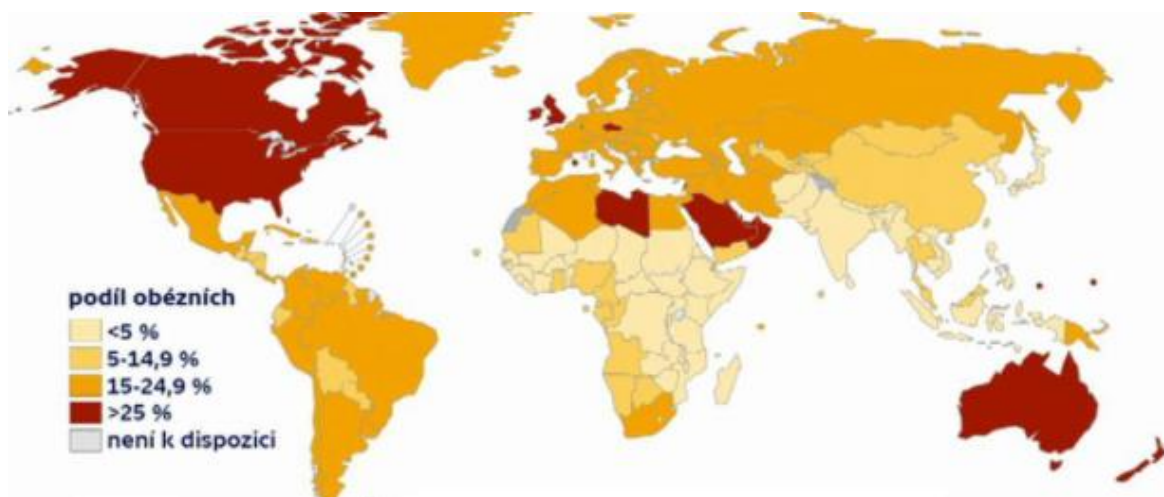 podíl obézních
<5 %
5-14,9 %
15-24,9 %
>25 %
není k dispozici